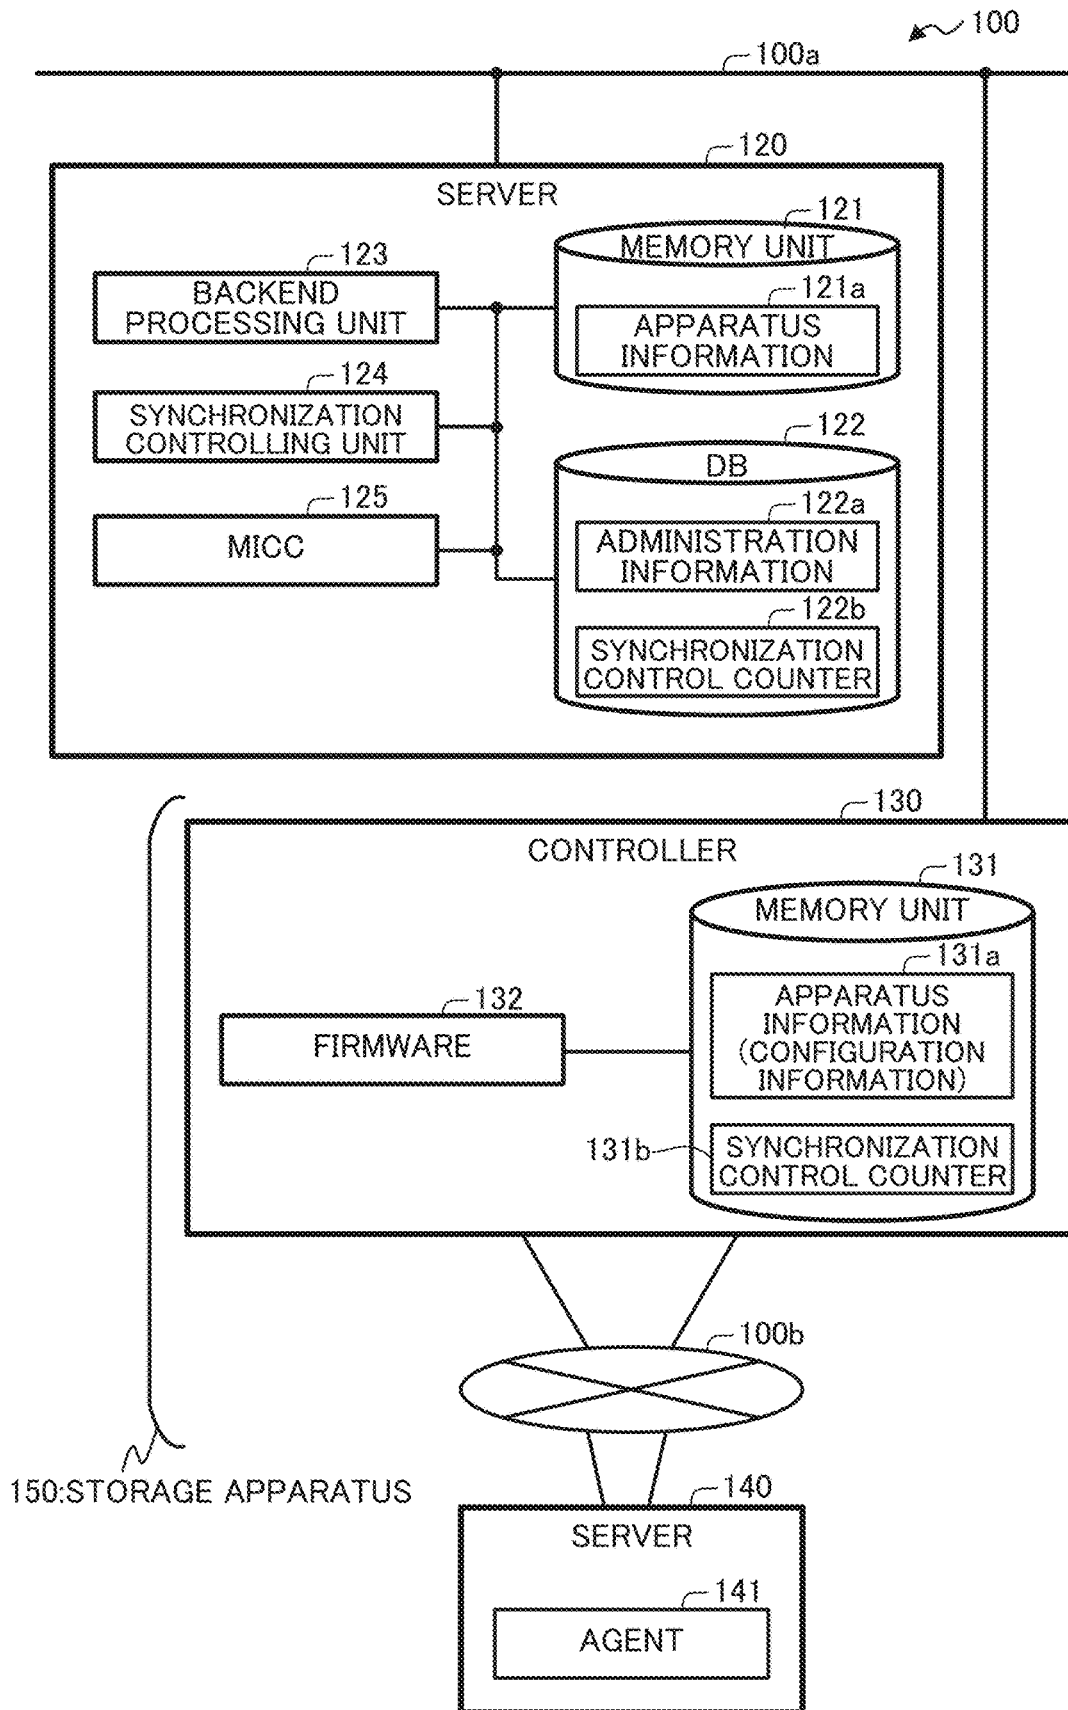 100
100a
120
SERVER
121
MEMORY UNIT
123
BACKEND
PROCESSING UNIT
121a
APPARATUS
INFORMATION
124
SYNCHRONIZATION
CONTROLLING UNIT
122
DB
125
MICC
122a
ADMINISTRATION
INFORMATION
122b
SYNCHRONIZATION
CONTROL COUNTER
130
CONTROLLER
131
MEMORY UNIT
131a
APPARATUS
INFORMATION
(CONFIGURATION
INFORMATION)
132
FIRMWARE
131b
SYNCHRONIZATION
CONTROL COUNTER
100b
150:STORAGE APPARATUS
140
SERVER
141
AGENT